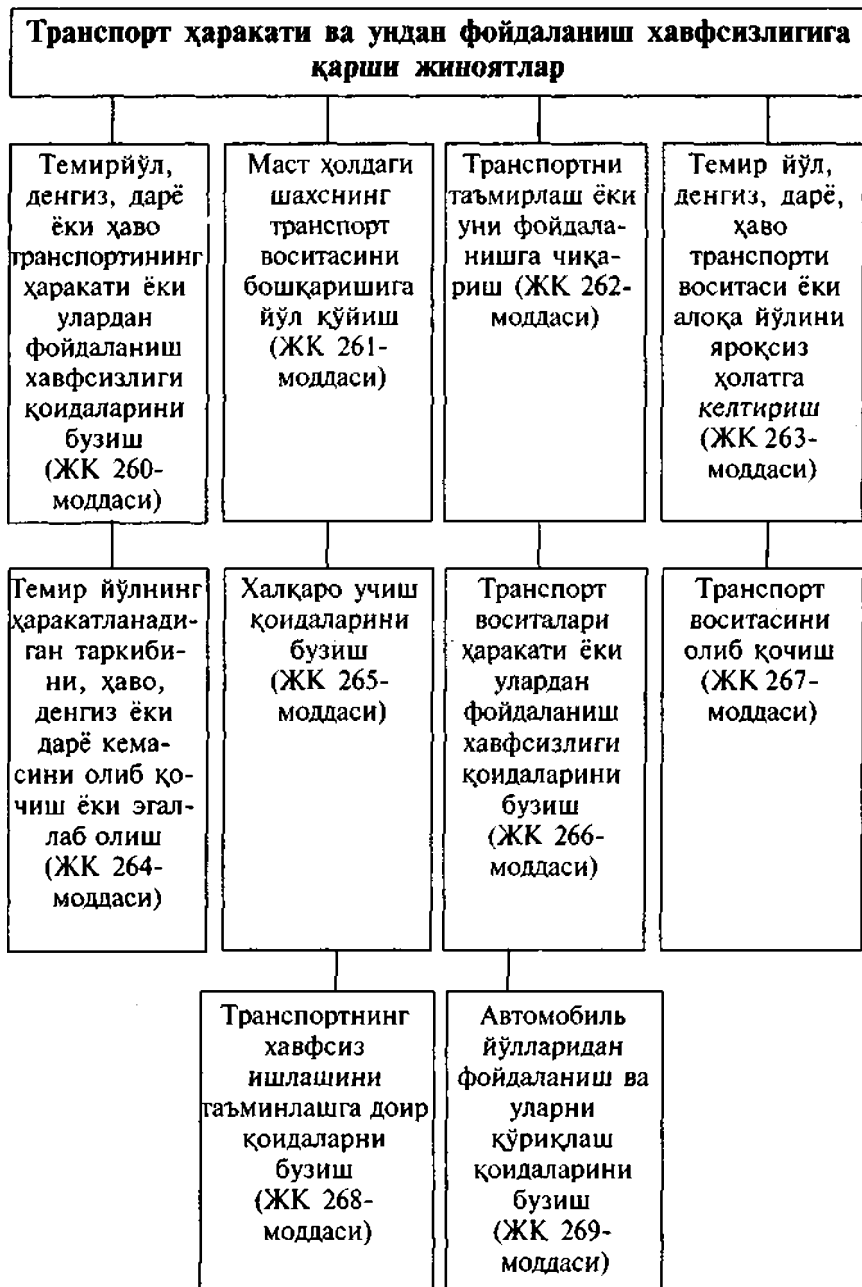 Транспорт ҳаракати ва ундан фойдаланиш хавфсизлигига
қарши жиноятлар
Темирйўл,
денгиз, дарё
ёки ҳаво
транспортининг
ҳаракати ёки
улардан
фойдаланиш
хавфсизлиги
қоидаларини
бузиш
(ЖК 260-
моддаси)
Маст ҳолдаги
шахснинг
транспорт
воситасини
бошқаришига
йўл қўйиш
(ЖК 261-
моддаси)
Транспортни
таъмирлаш ёки
уни фойдала-
нишга чиқа-
риш (ЖК 262-
моддаси)
Темир йўл,
денгиз, дарё,
ҳаво
транспорти
воситаси ёки
алоқа йўлини
яроқсиз
ҳолатга
келтириш
(ЖК 263-
моддаси)
Темир йўлнинг
ҳаракатланади-
ган таркиби-
ни, ҳаво,
денгиз ёки
дарё кема-
сини олиб қо-
чиш ёки эгал-
лаб олиш
(ЖК 264-
моддаси)
Халқаро учиш
қоидаларини
бузиш
(ЖК 265-
моддаси)
Транспорт
воситалари
ҳаракати ёки
улардан
фойдаланиш
хавфсизлиги
қоидаларини
бузиш
(ЖК 266-
моддаси)
Транспорт
воситасини
олиб қочиш
(ЖК 267-
моддаси)
Транспортнинг
хавфсиз
ишлашини
таъминлашга доир
қоидаларни
бузиш
(ЖК 268-
моддаси)
Автомобиль
йўлларидан
фойдаланиш ва
уларни
қўриқлаш
қоидаларини
бузиш
(ЖК 269-
моддаси)